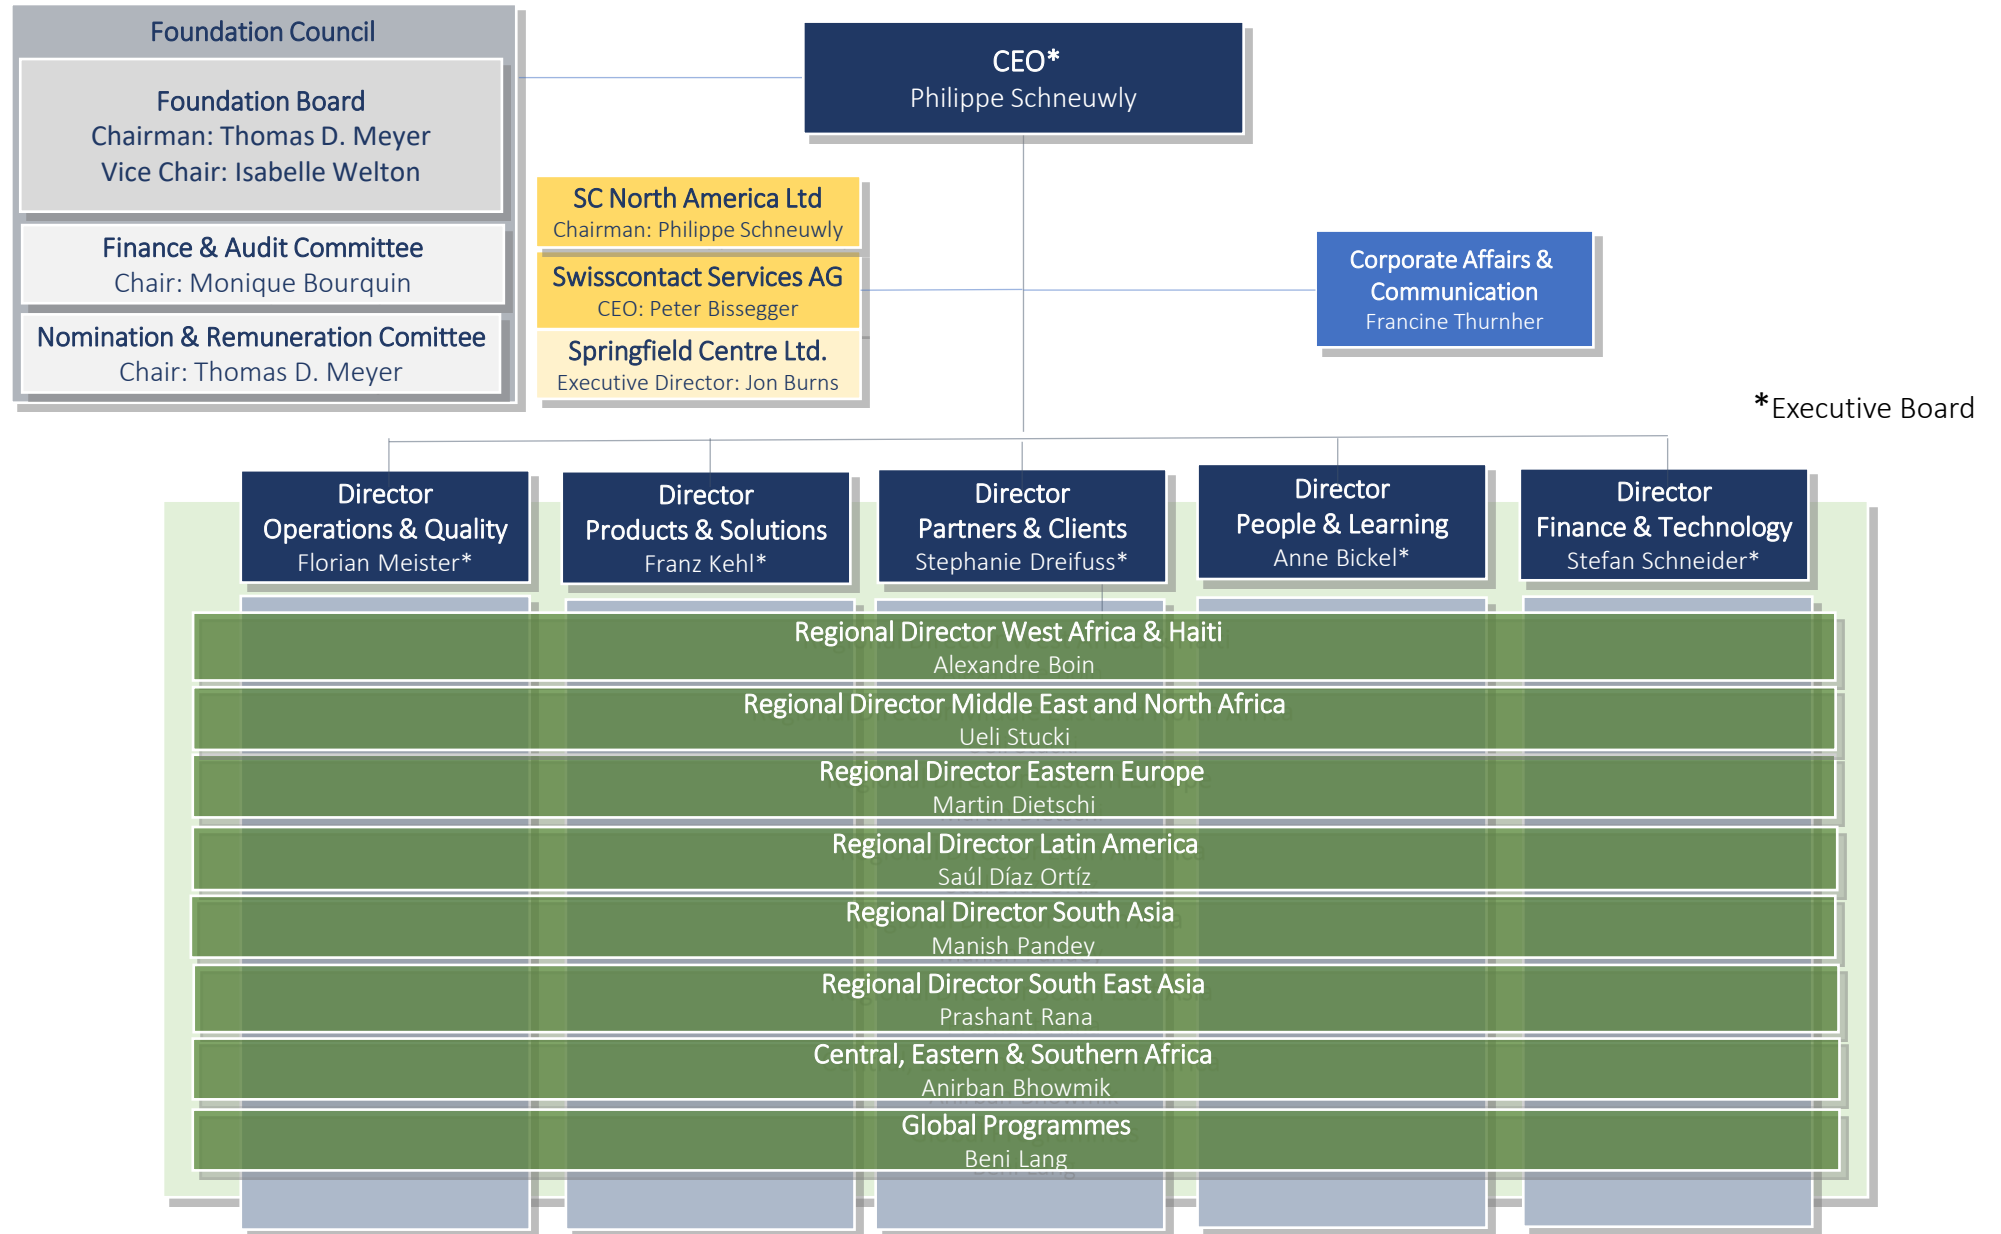 Foundation Council
Foundation Board
Chairman: Thomas D. Meyer
Vice Chair: Isabelle Welton
Finance & Audit Committee
Chair: Monique Bourquin
Nomination & Remuneration Comittee
Chair: Thomas D. Meyer
CEO*
Philippe Schneuwly
SC North America Ltd
Chairman: Philippe Schneuwly
Swisscontact Services AG
CEO: Peter Bissegger
Springfield Centre Ltd.
Executive Director: Jon Burns
Corporate Affairs &
Communication
Francine Thurnher
*Executive Board
Director
Operations & Quality
Florian Meister*
Director
Products & Solutions
Franz Kehl*
Director
Partners & Clients
Stephanie Dreifuss*
Director
People & Learning
Anne Bickel*
Director
Finance & Technology
Stefan Schneider*
Regional Director West Africa & Haiti
Alexandre Boin
Regional Director Middle East and North Africa
Ueli Stucki
Regional Director Eastern Europe
Martin Dietschi
Regional Director Latin America
Saúl Díaz Ortíz
Regional Director South Asia
Manish Pandey
Regional Director South East Asia
Prashant Rana
Central, Eastern & Southern Africa
Anirban Bhowmik
Global Programmes
Beni Lang